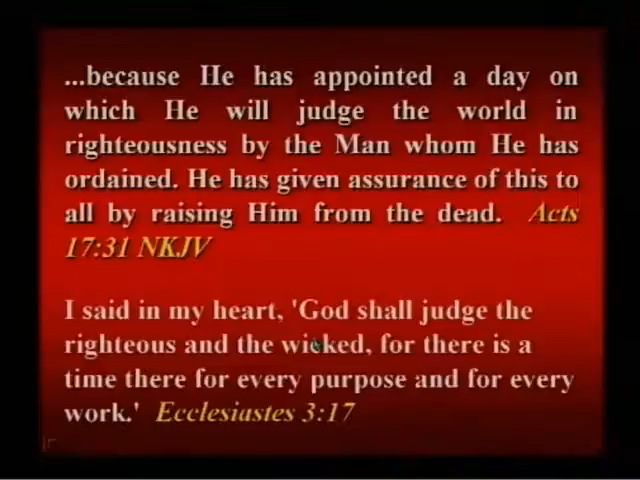 ...because He has appointed a day on
which He will judge the world in
righteousness by the Man whom He has
ordained. He has given assurance of this to
all by raising Him from the dead. Acts
17:31 NKJV
I said in my heart, 'God shall judge the
righteous and the wicked, for there is a
time there for every purpose and for every
work.' Ecclesiastes 3:17